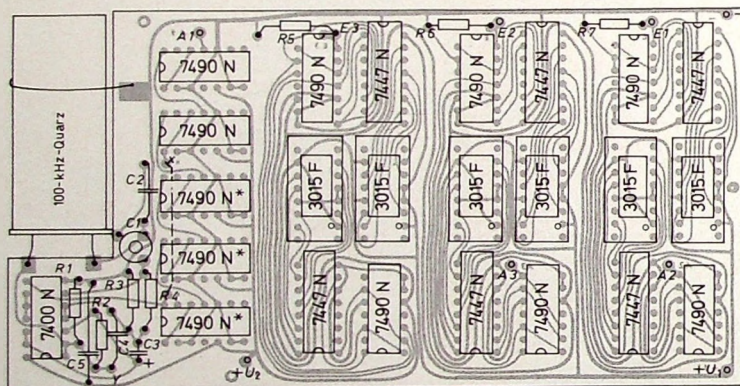 A1
7490 N
7490 N
7490 N*
7490 N*
7490 N*
100-kHz-Quarz
C2
x
C1
R1
R2
R3
R4
7400 N
C5
C4
C3
+
Y
+U2
R5
E3
7490 N
7447 N
3015 F
3015 F
7447 N
7490 N
R6
E2
7490 N
7447 N
3015 F
3015 F
7447 N
A3
7490 N
R7
E1
7490 N
7447 N
3015 F
3015 F
7447 N
A2
7490 N
+U1